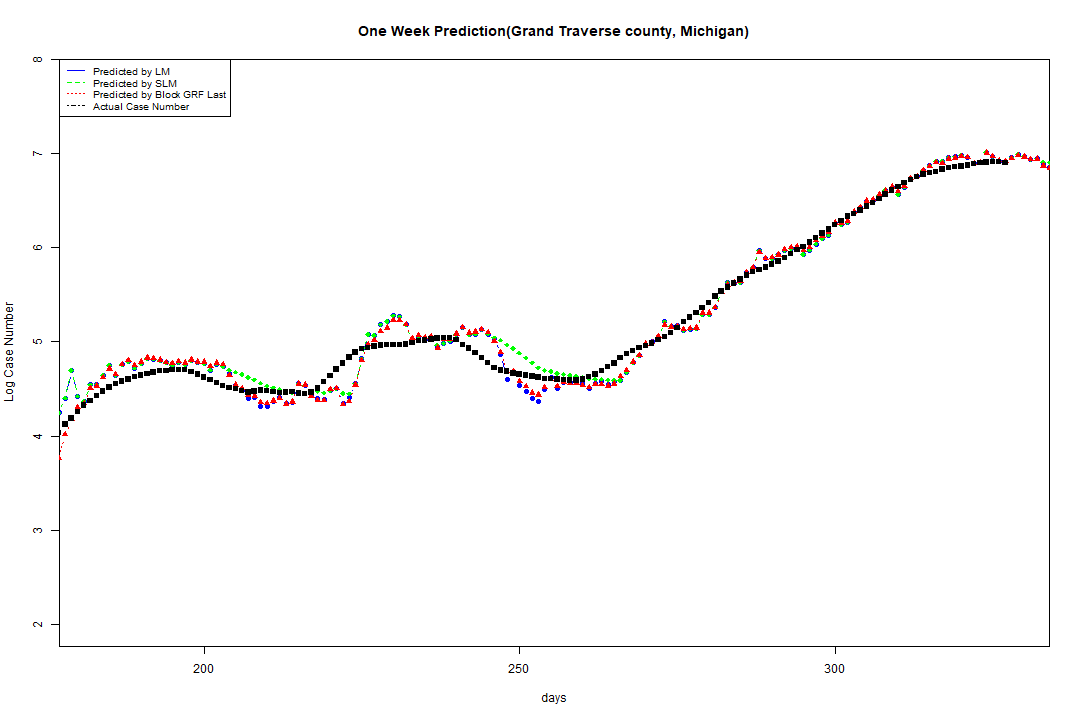 One Week Prediction(Grand Traverse county, Michigan)
Predicted by LM
Predicted by SLM
Predicted by Block GRF Last
Actual Case Number
8
7
6
5
4
3
2
Log Case Number
200
250
300
days